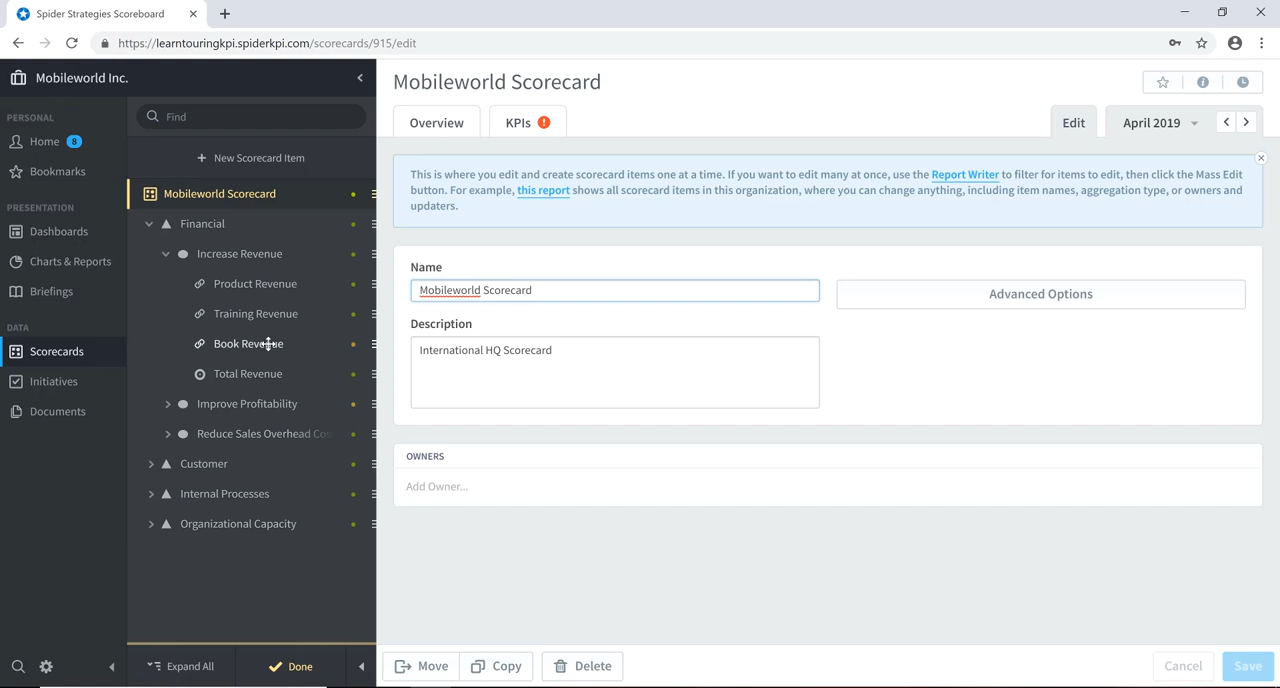 Spider Strategies Scoreboard
https://learntouringkpi.spiderkpi.com/scorecards/915/edit
Mobileworld Inc.
PERSONAL
Home 8
Bookmarks
PRESENTATION
Dashboards
Charts & Reports
Briefings
DATA
Scorecards
Initiatives
Documents
Find
New Scorecard Item
Mobileworld Scorecard
Financial
Increase Revenue
Product Revenue
Training Revenue
Book Revenue
Total Revenue
Improve Profitability
Reduce Sales Overhead Co
Customer
Internal Processes
Organizational Capacity
Expand All
Done
Mobileworld Scorecard
Overview
KPIs !
Edit
April 2019
This is where you edit and create scorecard items one at a time. If you want to edit many at once, use the Report Writer to filter for items to edit, then click the Mass Edit
button. For example, this report shows all scorecard items in this organization, where you can change anything, including item names, aggregation type, or owners and
updaters.
Name
Mobileworld Scorecard
Advanced Options
Description
International HQ Scorecard
OWNERS
Add Owner...
Move
Copy
Delete
Cancel
Save